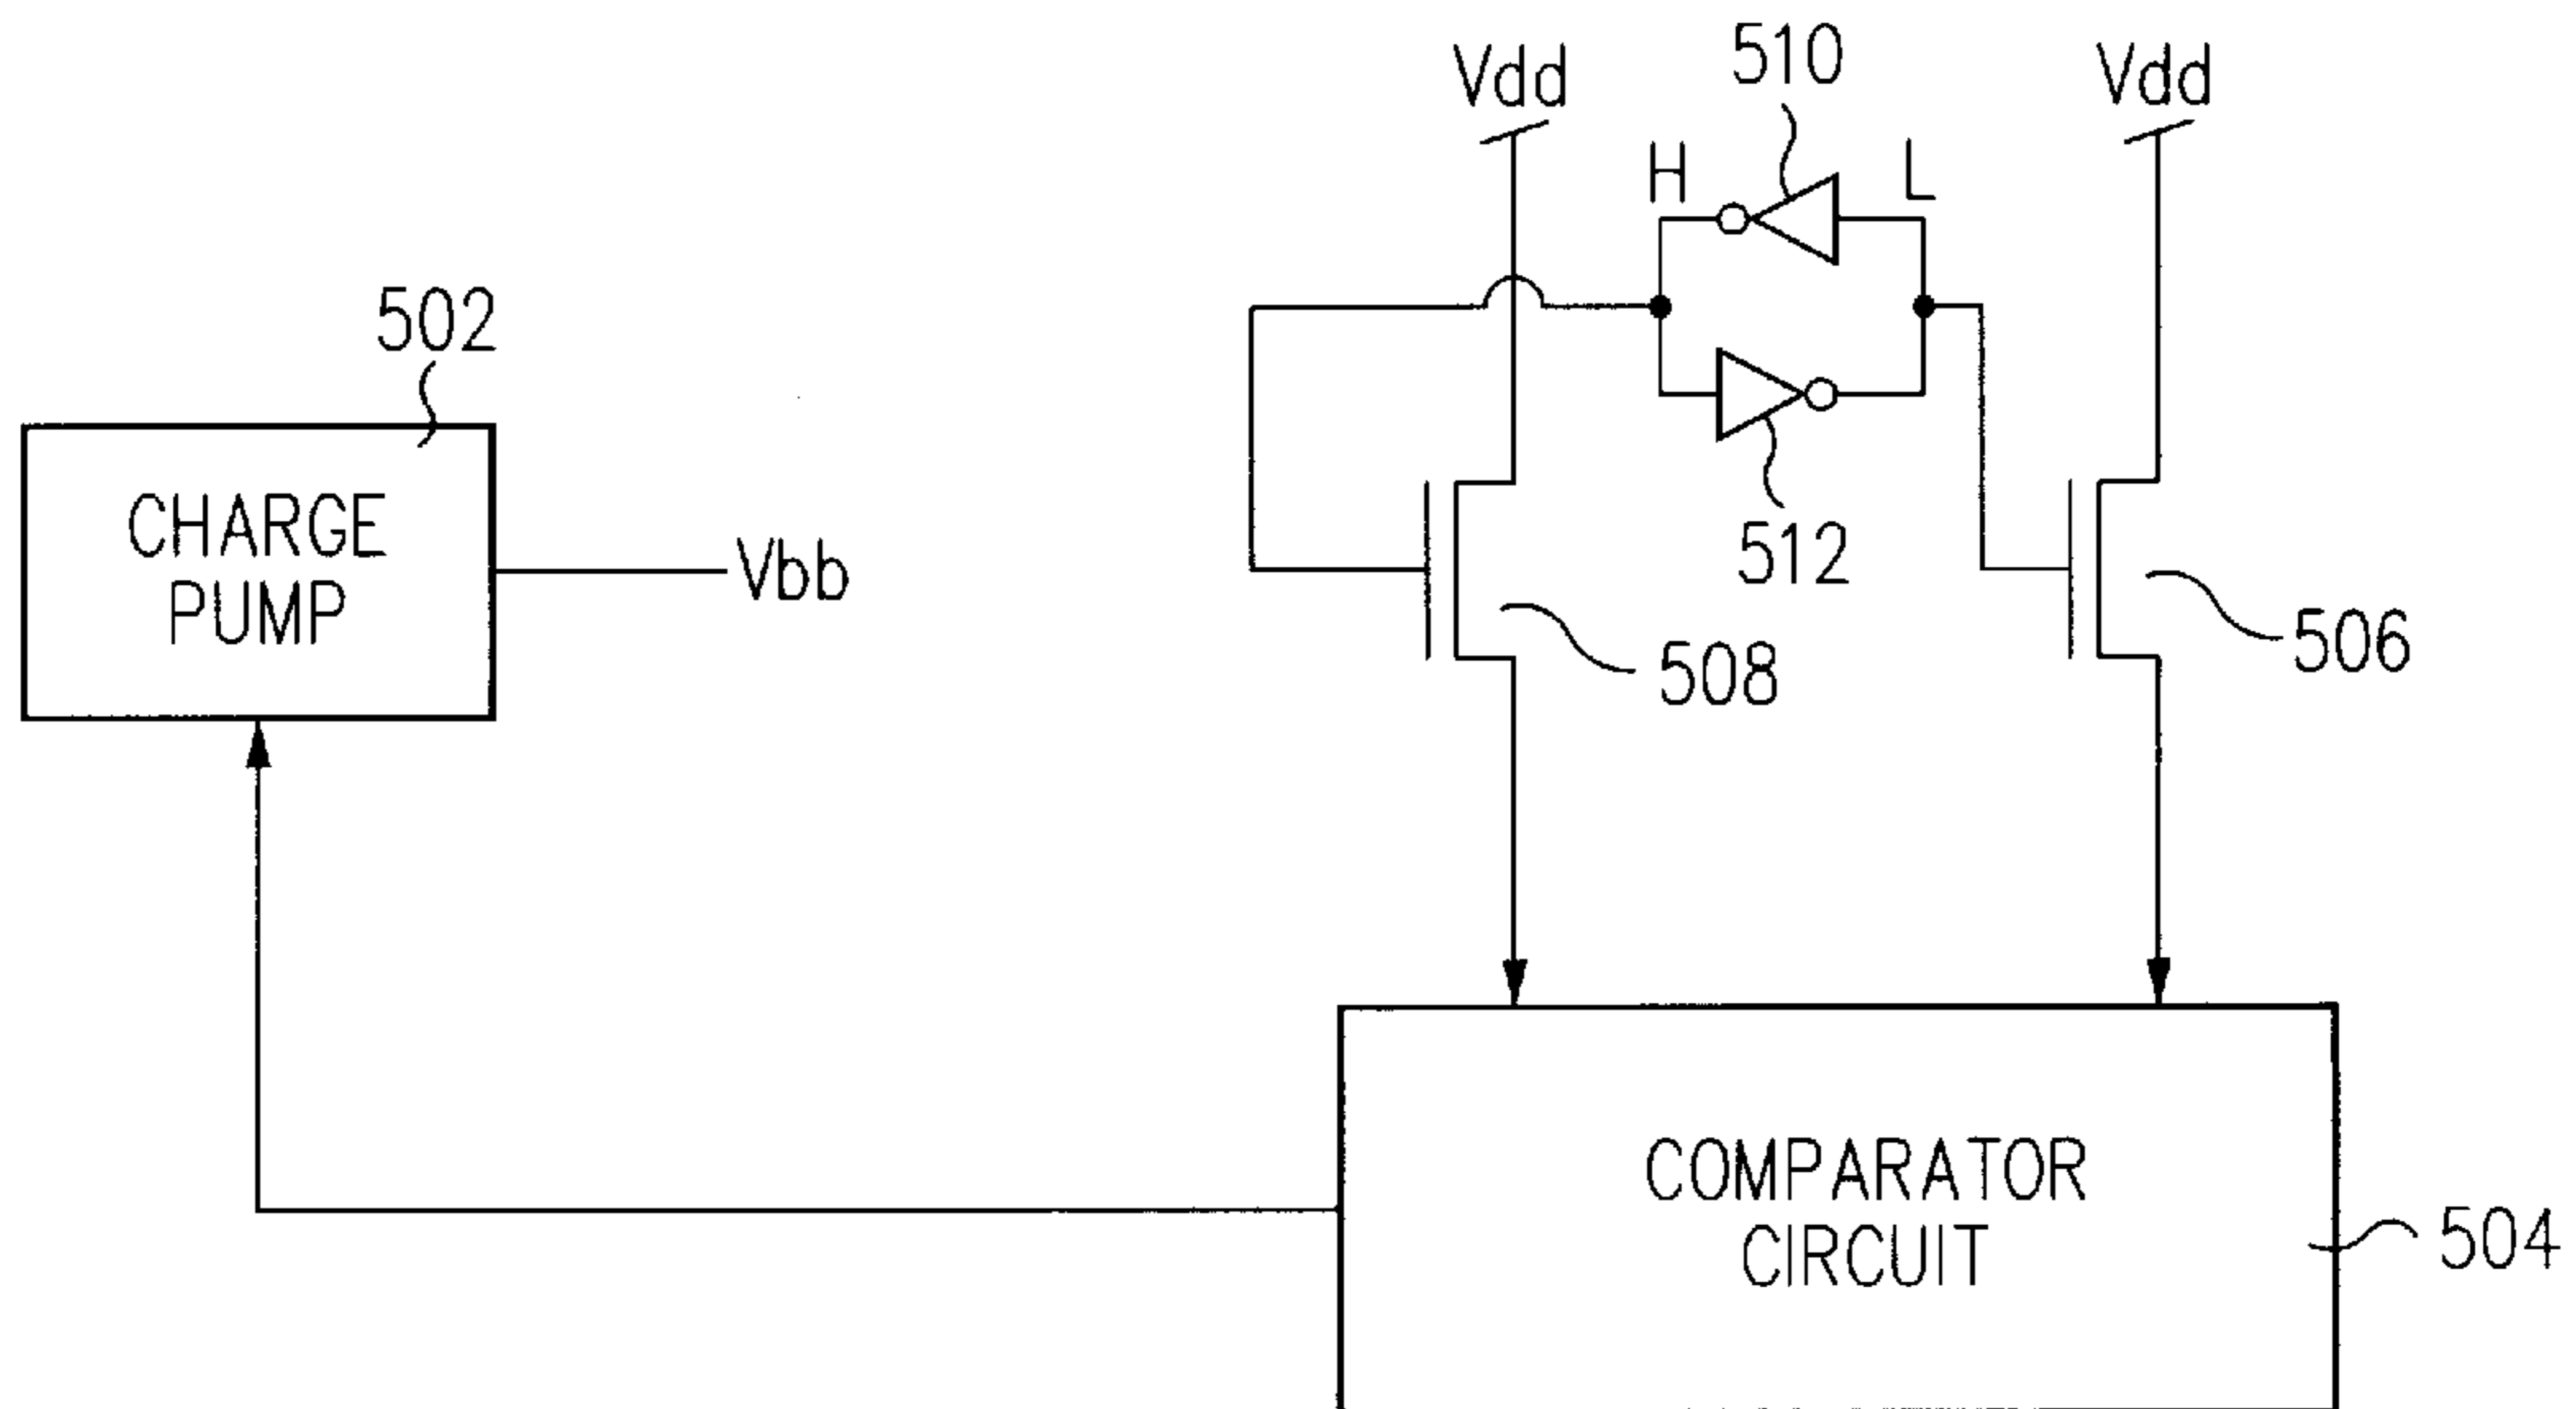 Vdd
510
Vdd
H
L
502
CHARGE
PUMP
Vbb
512
508
506
COMPARATOR
CIRCUIT
504